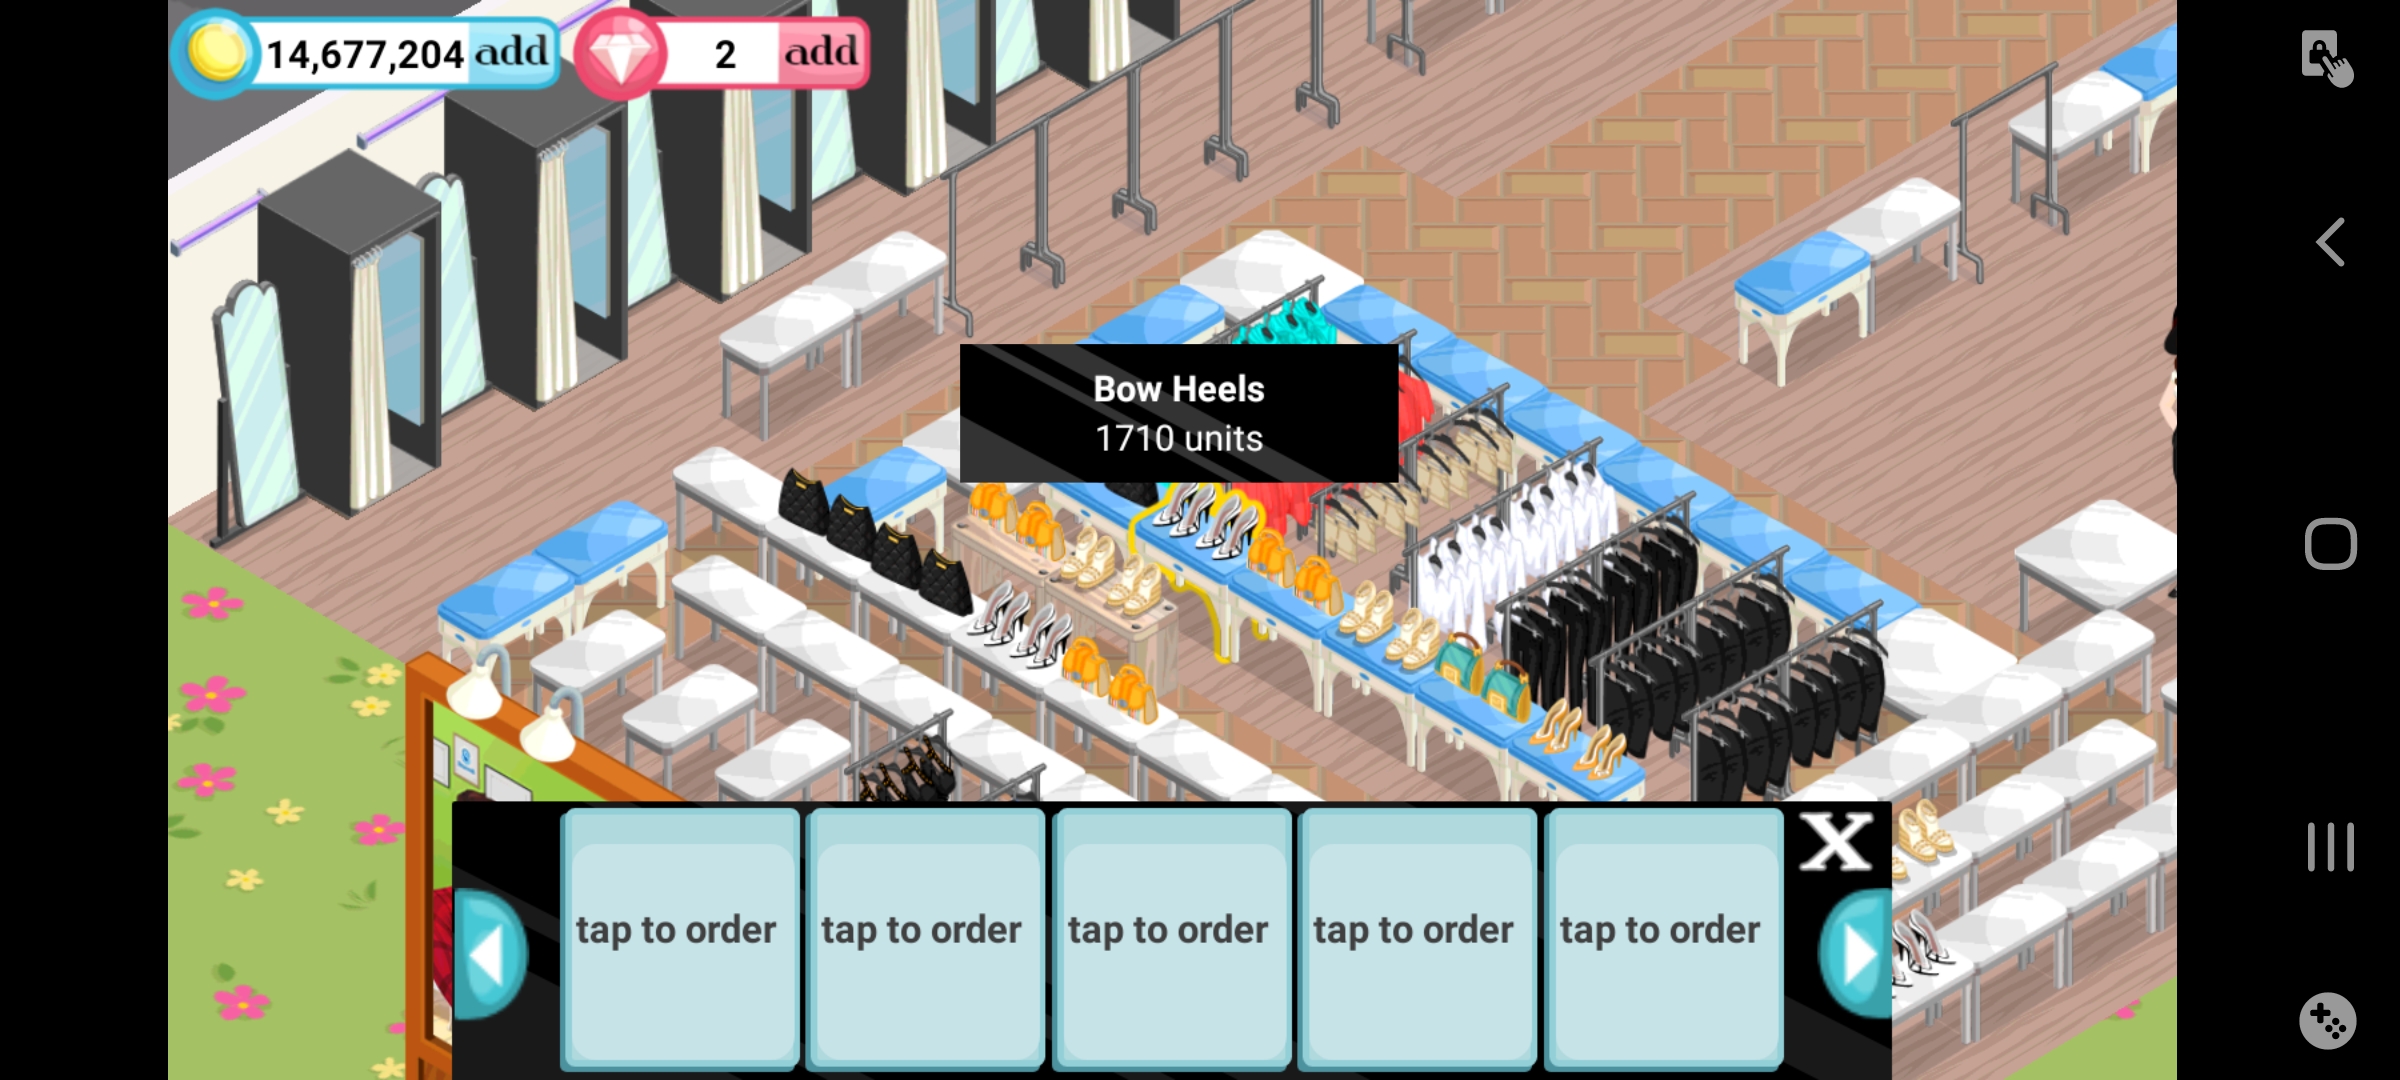 14,677,204 add
2 add
Bow Heels
1710 units
X
tap to order
tap to order
tap to order
tap to order
tap to order